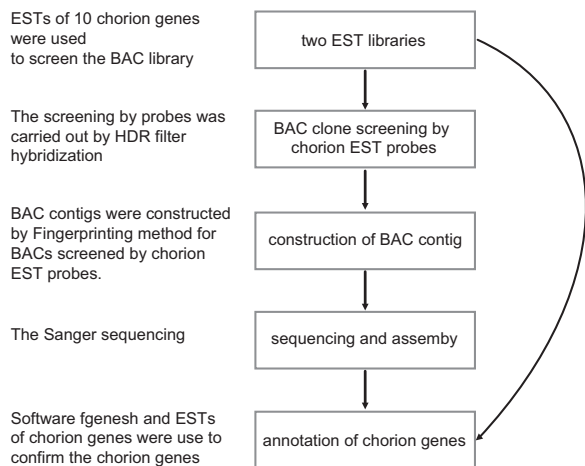 ESTs of 10 chorion genes
were used
to screen the BAC library
two EST libraries
The screening by probes was
carried out by HDR filter
hybridization
BAC clone screening by
chorion EST probes
BAC contigs were constructed
by Fingerprinting method for
BACs screened by chorion
EST probes.
construction of BAC contig
The Sanger sequencing
sequencing and assemby
Software fgenesh and ESTs
of chorion genes were use to
confirm the chorion genes
annotation of chorion genes